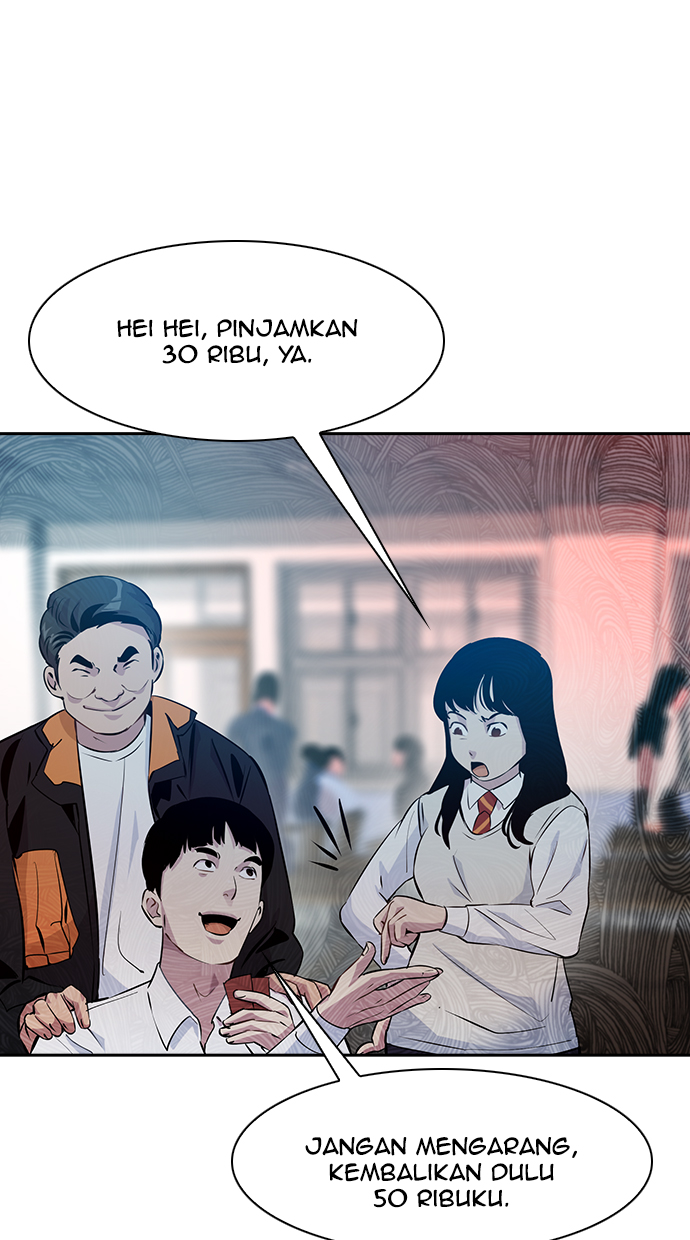 HEI HEI, PINJAMKAN
30 RIBU, YA.
JANGAN MENGARANG,
KEMBALIKAN DULU
50 RIBUKU.